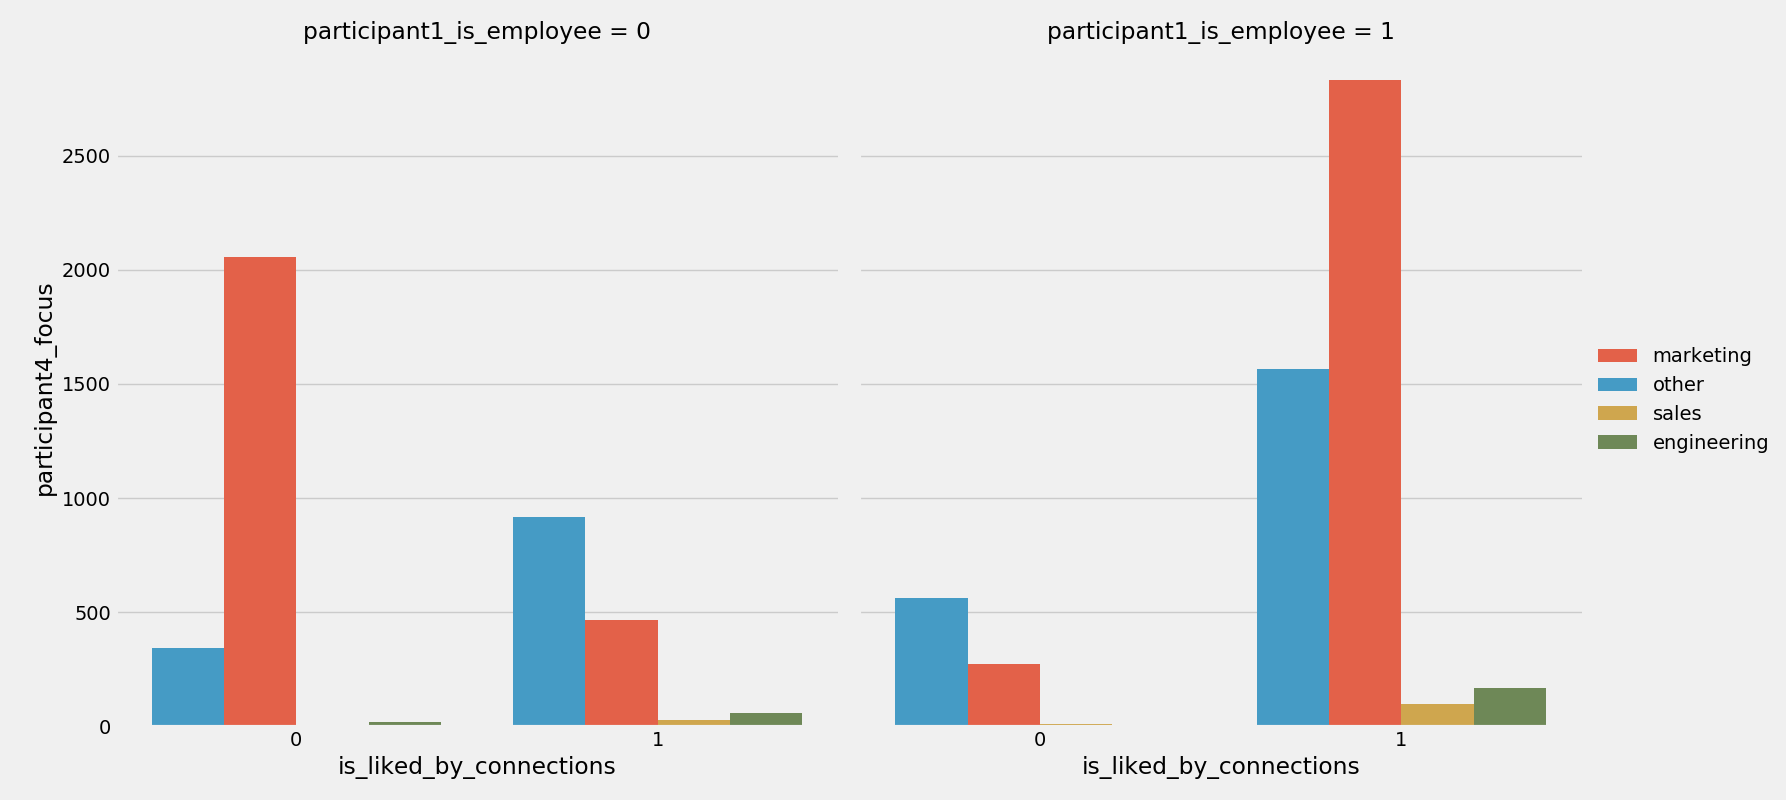 participant1_is_employee = 0
participant1_is_employee = 1
participant4_focus
2500
2000
1500
1000
500
0
0
1
0
1
is_liked_by_connections
is_liked_by_connections
marketing
other
sales
engineering